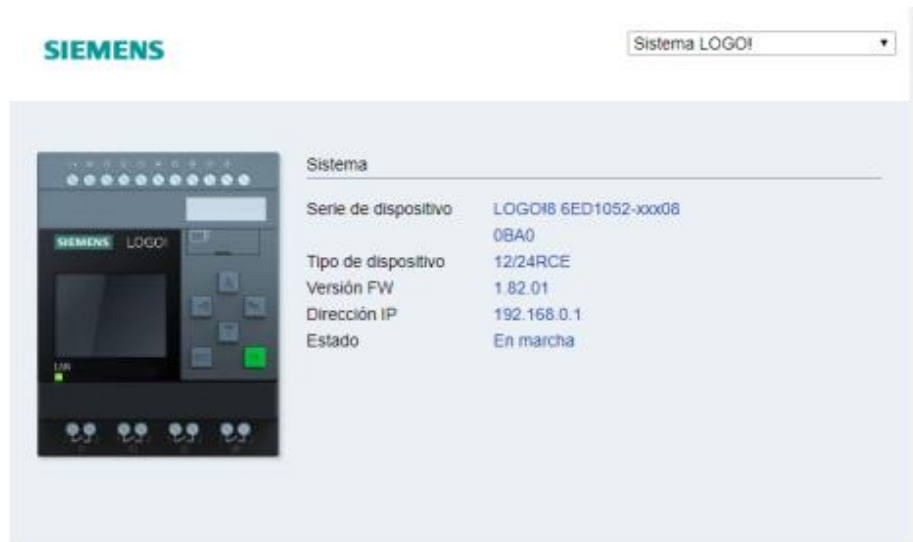 SIEMENS
Sistema LOGO!
Sistema
Serie de dispositivo LOGO!8 6ED1052-xxx08
0BA0
Tipo de dispositivo 12/24RCE
Versión FW 1.82.01
Dirección IP 192.168.0.1
Estado En marcha
SIEMENS LOGO!
LAN